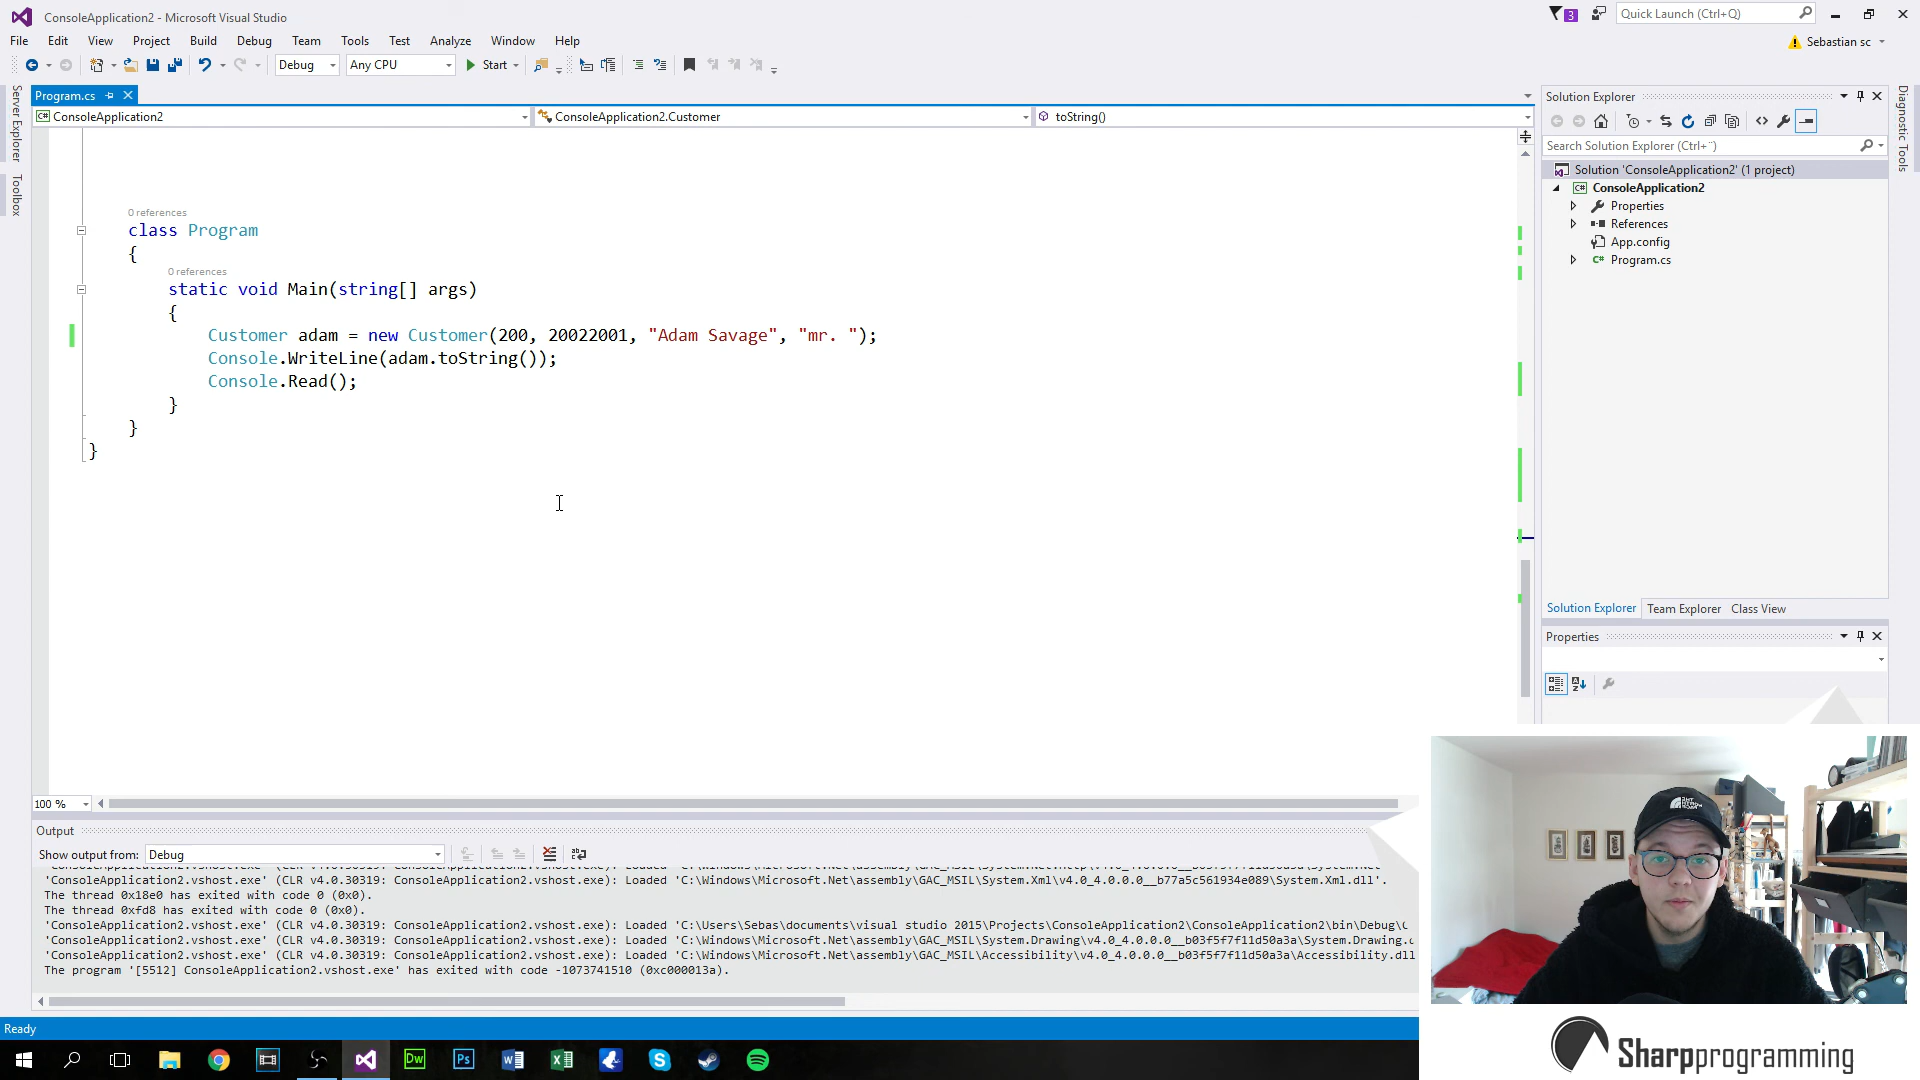 ConsoleApplication2 - Microsoft Visual Studio
3
Quick Launch (Ctrl+Q)
File Edit View Project Build Debug Team Tools Test Analyze Window Help
Sebastian sc
Debug
Any CPU
Start
Server Explorer
Toolbox
Program.cs
ConsoleApplication2
ConsoleApplication2.Customer
toString()
0 references
class Program
{
0 references
static void Main(string[] args)
{
Customer adam = new Customer(200, 20022001, "Adam Savage", "mr. ");
Console.WriteLine(adam.toString());
Console.Read();
}
}
}
100 %
Solution Explorer
Search Solution Explorer (Ctrl+¨)
Solution 'ConsoleApplication2' (1 project)
C# ConsoleApplication2
Properties
References
App.config
C# Program.cs
Solution Explorer Team Explorer Class View
Properties
Diagnostic Tools
Output
Show output from: Debug
'ConsoleApplication2.vshost.exe' (CLR v4.0.30319: ConsoleApplication2.vshost.exe): Loaded 'C:\Windows\Microsoft.Net\assembly\GAC_MSIL\System.Xml\v4.0_4.0.0.0__b77a5c561934e089\System.Xml.dll'.
The thread 0x18e0 has exited with code 0 (0x0).
The thread 0xfd8 has exited with code 0 (0x0).
'ConsoleApplication2.vshost.exe' (CLR v4.0.30319: ConsoleApplication2.vshost.exe): Loaded 'C:\Users\Sebas\documents\visual studio 2015\Projects\ConsoleApplication2\ConsoleApplication2\bin\Debug\C
'ConsoleApplication2.vshost.exe' (CLR v4.0.30319: ConsoleApplication2.vshost.exe): Loaded 'C:\Windows\Microsoft.Net\assembly\GAC_MSIL\System.Drawing\v4.0_4.0.0.0__b03f5f7f11d50a3a\System.Drawing.d
'ConsoleApplication2.vshost.exe' (CLR v4.0.30319: ConsoleApplication2.vshost.exe): Loaded 'C:\Windows\Microsoft.Net\assembly\GAC_MSIL\Accessibility\v4.0_4.0.0.0__b03f5f7f11d50a3a\Accessibility.dll
The program '[5512] ConsoleApplication2.vshost.exe' has exited with code -1073741510 (0xc000013a).
Ready
Dw
Ps
Sharpprogramming